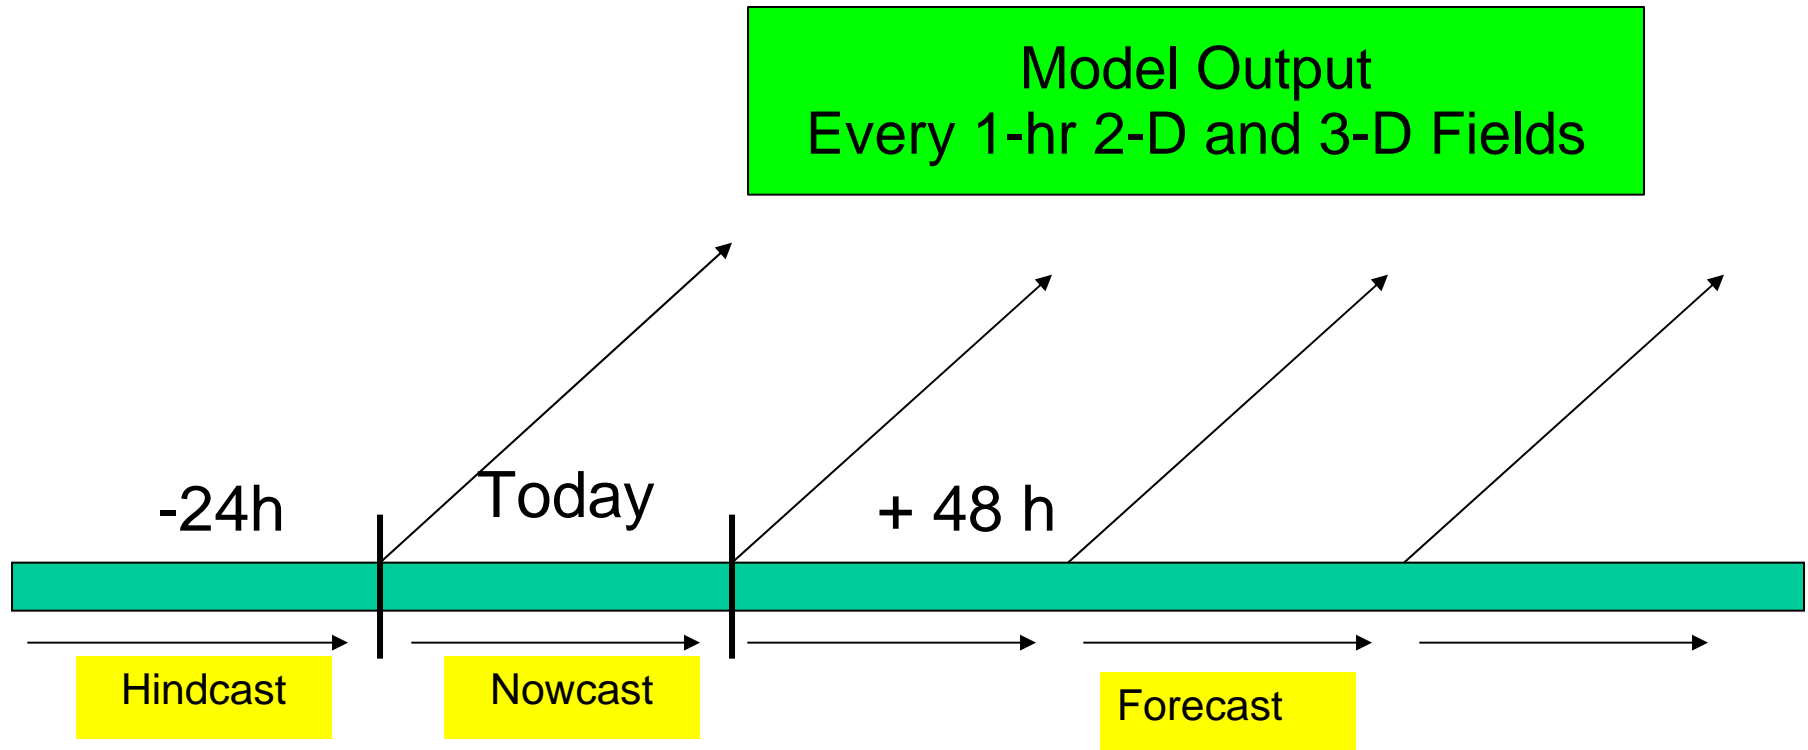 Model Output
Every 1-hr 2-D and 3-D Fields
-24h
Today
+ 48 h
Hindcast
Nowcast
Forecast